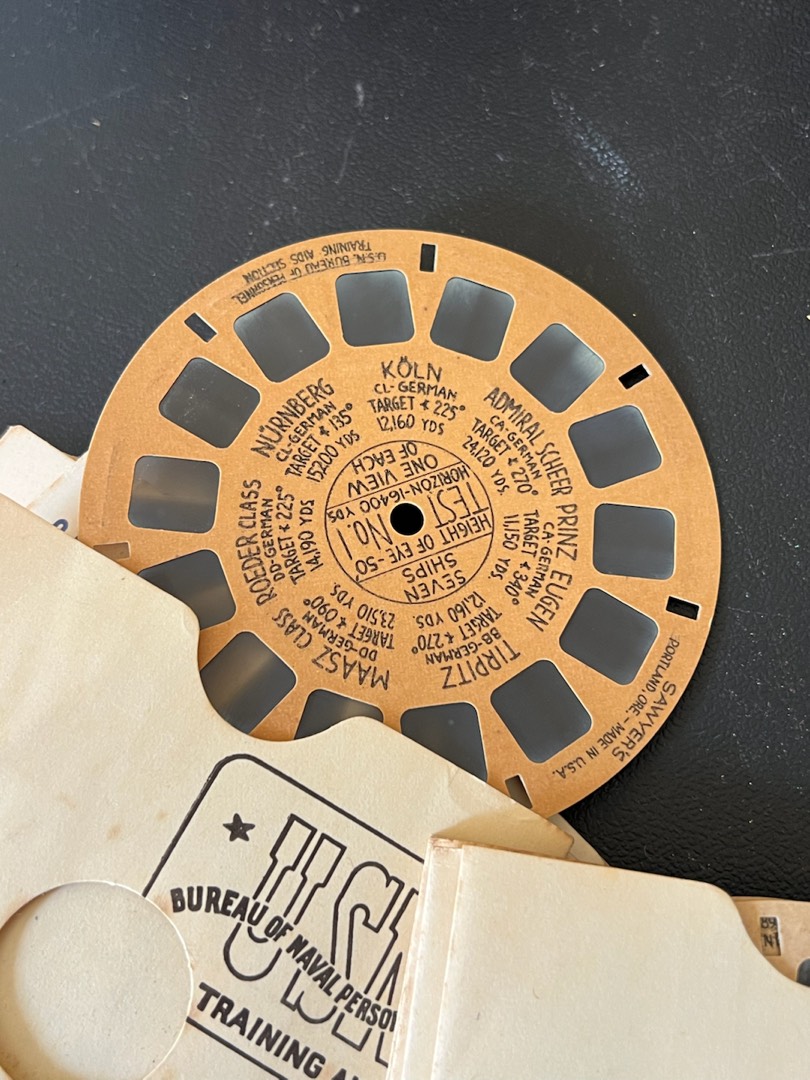 U.S.N. BUREAU OF PERSONNEL
TRAINING AIDS SECTION
KÖLN
CL-GERMAN
TARGET ∢ 225°
12,160 YDS
ADMIRAL SCHEER
CA-GERMAN
TARGET ∢ 270°
24,120 YDS.
PRINZ EUGEN
CA-GERMAN
TARGET ∢ 340°
11,150 YDS.
TIRPITZ
BB-GERMAN
TARGET ∢ 270°
12,160 YDS.
MAASZ CLASS
DD-GERMAN
TARGET ∢ 090°
23,510 YDS.
ROEDER CLASS
DD-GERMAN
TARGET ∢ 225°
14,190 YDS
NÜRNBERG
CL-GERMAN
TARGET ∢ 135°
15200 YDS
SEVEN
SHIPS
HEIGHT OF EYE-50'
TEST No. 1
HORIZON-16400 YDS
ONE VIEW
OF EACH
SAWYER'S
PORTLAND, ORE. - MADE IN U.S.A.
USN
BUREAU OF NAVAL PERSON
TRAINING A